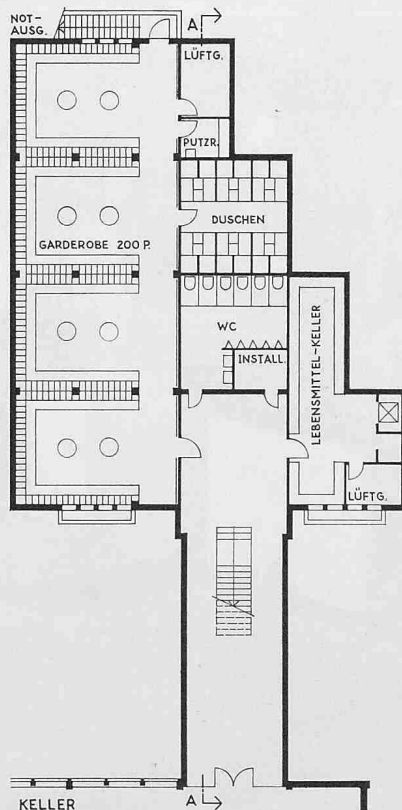 NOT-
AUSG.
A
LÜFTG.
PUTZR.
DUSCHEN
GARDEROBE 200 P.
WC
INSTALL.
LEBENSMITTEL-KELLER
LÜFTG.
KELLER
A